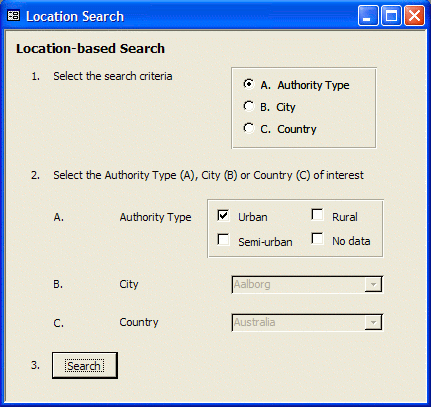 Location Search
Location-based Search
1. Select the search criteria
A. Authority Type
B. City
C. Country
2. Select the Authority Type (A), City (B) or Country (C) of interest
A. Authority Type Urban Rural
Semi-urban No data
B. City Aalborg
C. Country Australia
3. Search